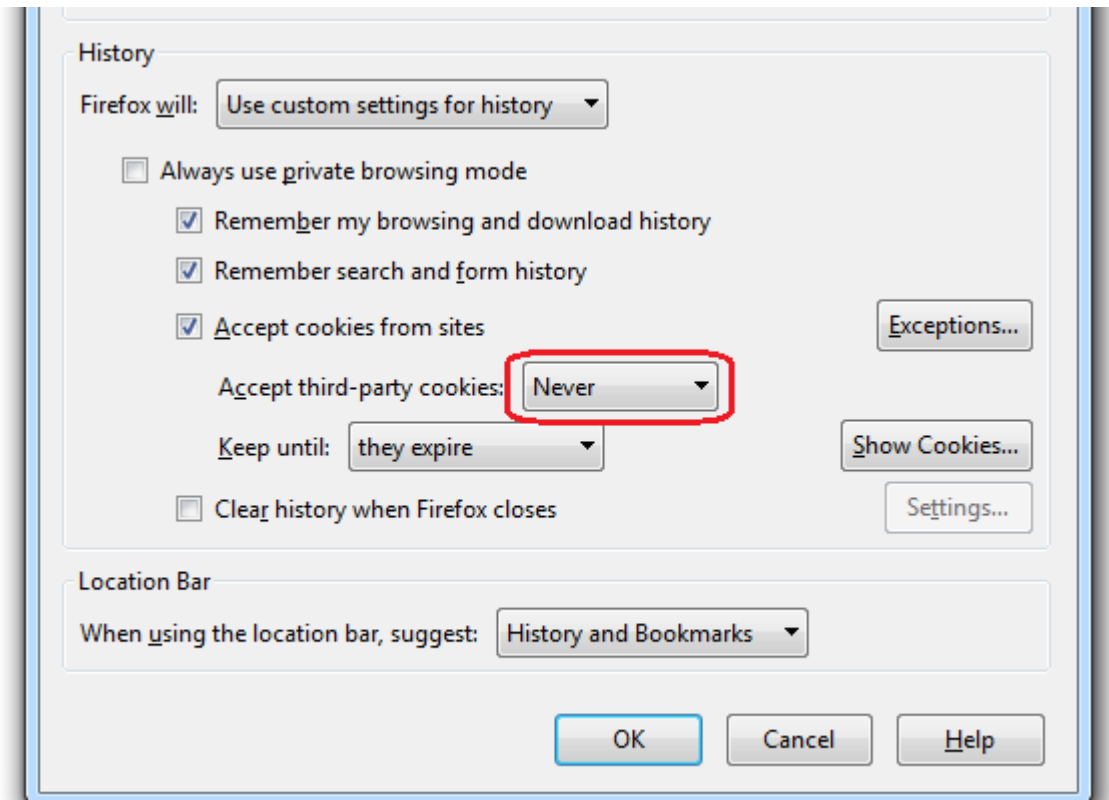 History
Firefox will: Use custom settings for history
Always use private browsing mode
Remember my browsing and download history
Remember search and form history
Accept cookies from sites Exceptions...
Accept third-party cookies: Never
Keep until: they expire Show Cookies...
Clear history when Firefox closes Settings...
Location Bar
When using the location bar, suggest: History and Bookmarks
OK Cancel Help